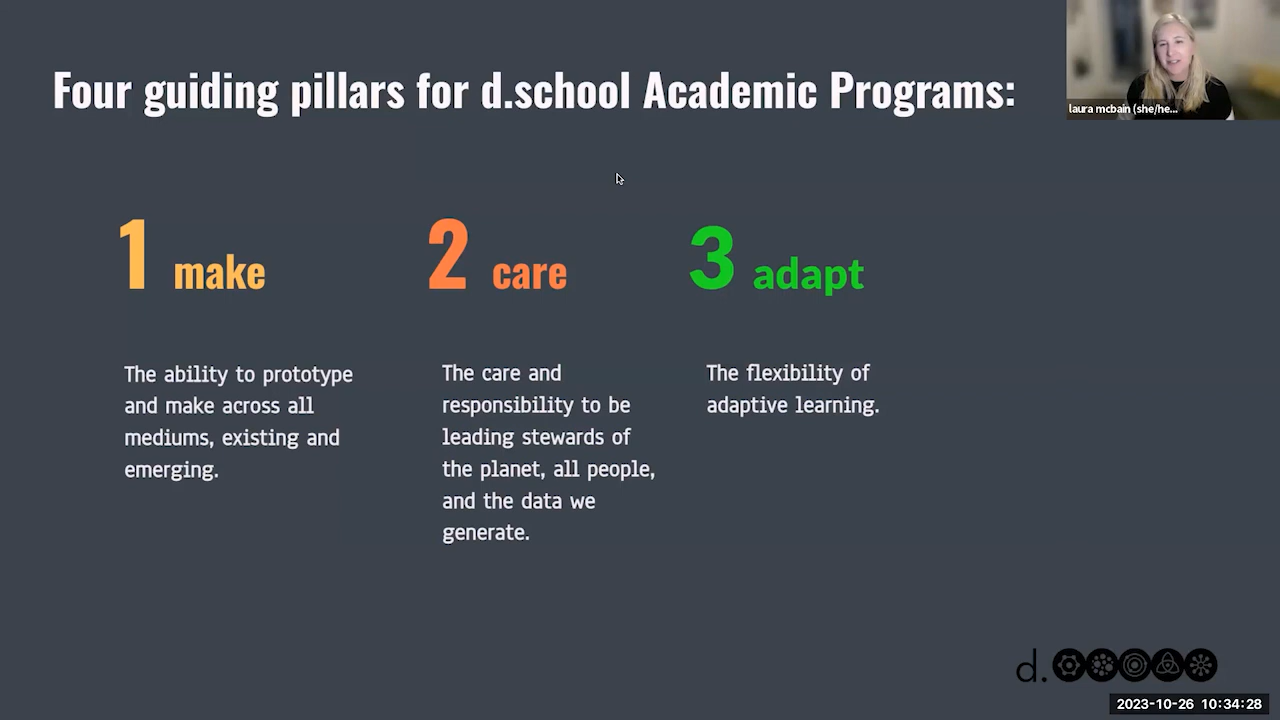 Four guiding pillars for d.school Academic Programs:
laura mcbain (she/he...
1 make
2 care
3 adapt
The ability to prototype
and make across all
mediums, existing and
emerging.
The care and
responsibility to be
leading stewards of
the planet, all people,
and the data we
generate.
The flexibility of
adaptive learning.
d.
2023-10-26 10:34:28